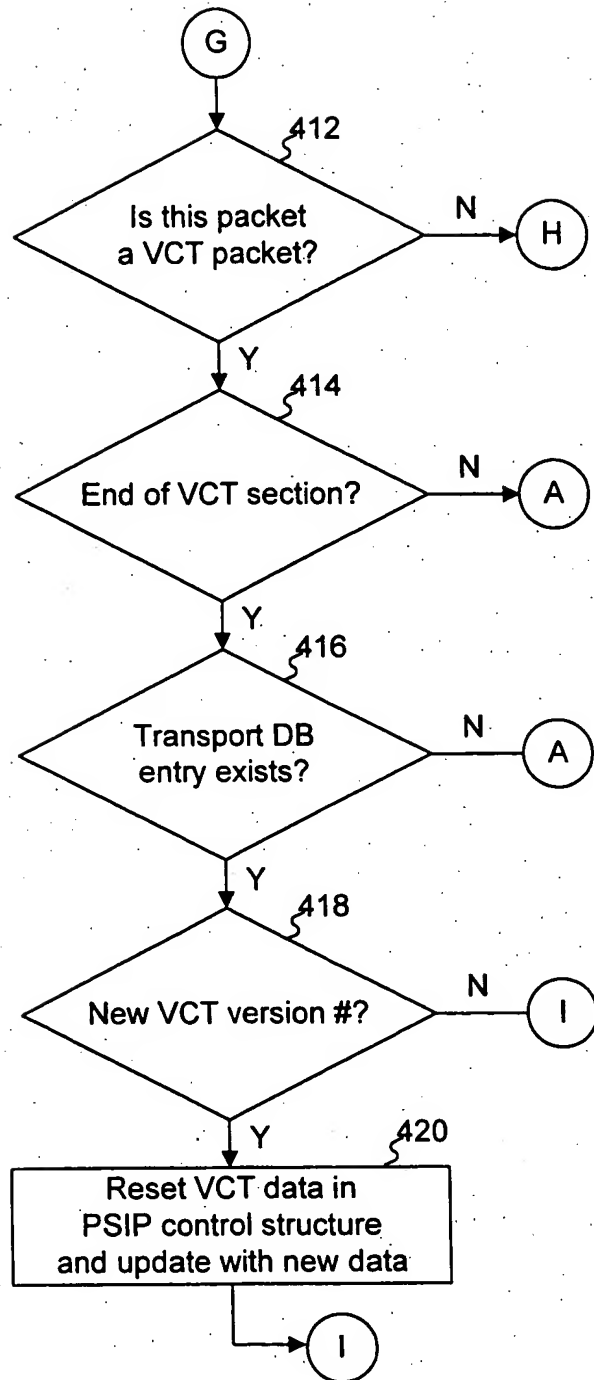 G
412
Is this packet
a VCT packet?
N
H
Y
414
End of VCT section?
N
A
Y
416
Transport DB
entry exists?
N
A
Y
418
New VCT version #?
N
I
Y
420
Reset VCT data in
PSIP control structure
and update with new data
I